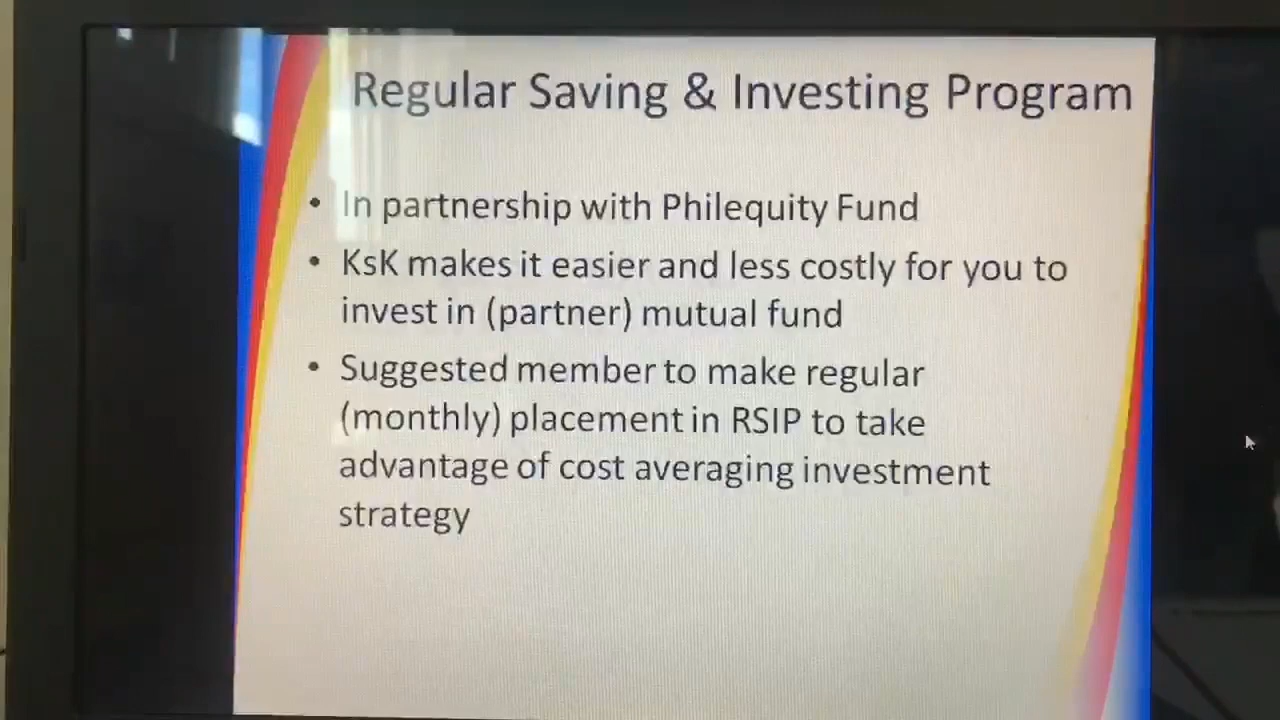 Regular Saving & Investing Program
• In partnership with Philequity Fund
• KsK makes it easier and less costly for you to
invest in (partner) mutual fund
• Suggested member to make regular
(monthly) placement in RSIP to take
advantage of cost averaging investment
strategy